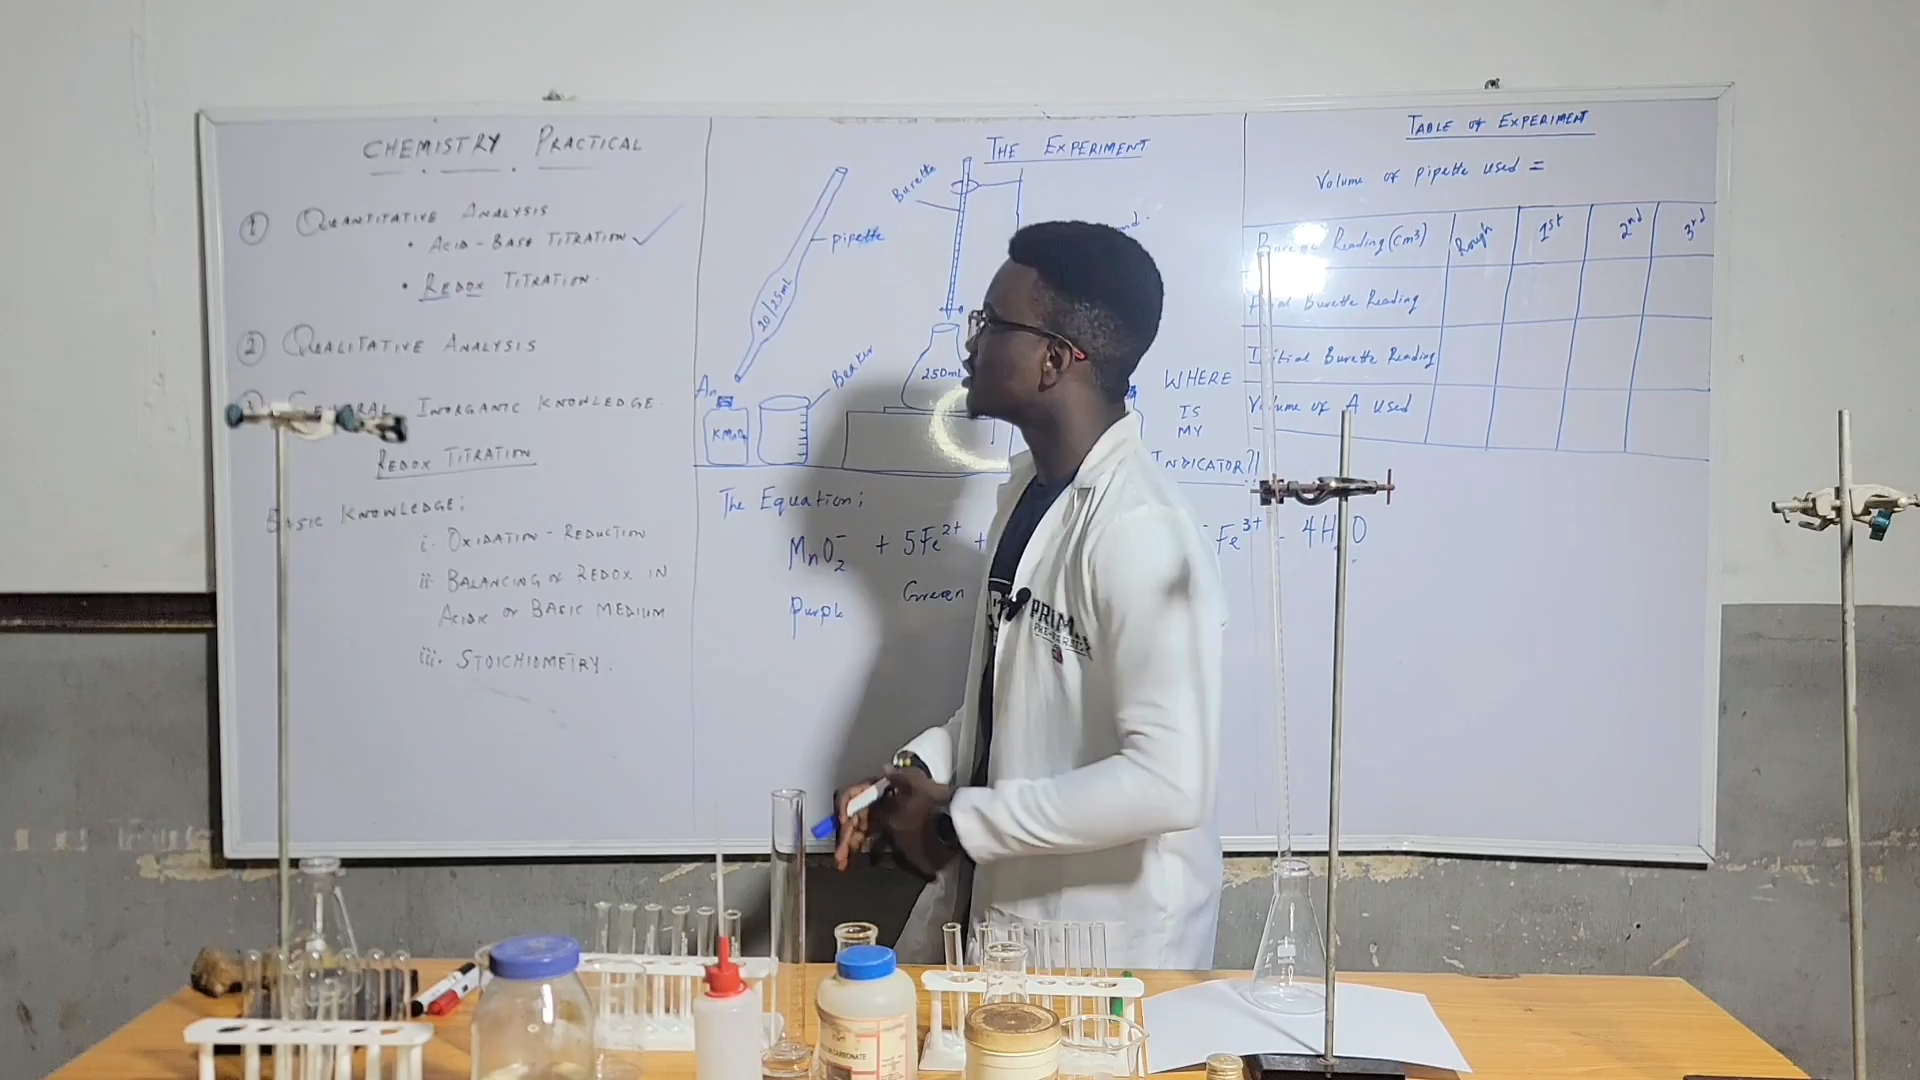 CHEMISTRY PRACTICAL
1 QUANTITATIVE ANALYSIS
• ACID-BASE TITRATION ✓
• REDOX TITRATION.
2 QUALITATIVE ANALYSIS
INORGANIC KNOWLEDGE.
REDOX TITRATION
BASIC KNOWLEDGE:
i. OXIDATION-REDUCTION
ii BALANCING OF REDOX IN
ACIDIC OR BASIC MEDIUM
iii. STOICHIOMETRY.
THE EXPERIMENT
Burette
pipette
20/25mL
250mL
Beaker
An
KMnO4
WHERE
IS
MY
INDICATOR?!
The Equation;
MnO2- + 5Fe2+ +
Fe3+ 4H2O
Green
Purple
TABLE OF EXPERIMENT
Volume of pipette used =
Burette Reading (cm3) Rough 1st 2nd 3rd
Final Burette Reading
Initial Burette Reading
Volume of A used
CARBONATE